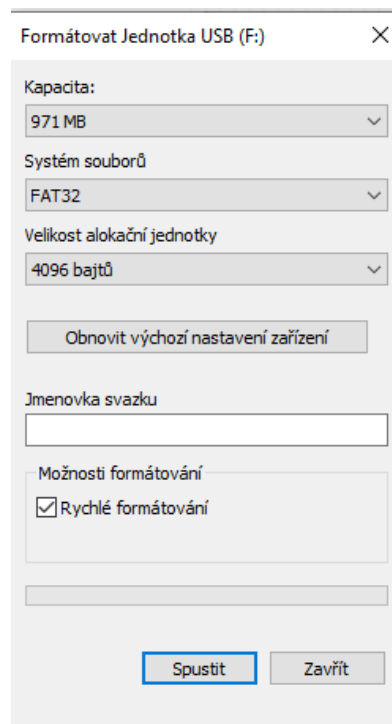 Formátovat Jednotka USB (F:)
Kapacita:
971 MB
Systém souborů
FAT32
Velikost alokační jednotky
4096 bajtů
Obnovit výchozí nastavení zařízení
Jmenovka svazku
Možnosti formátování
Rychlé formátování
Spustit Zavřít